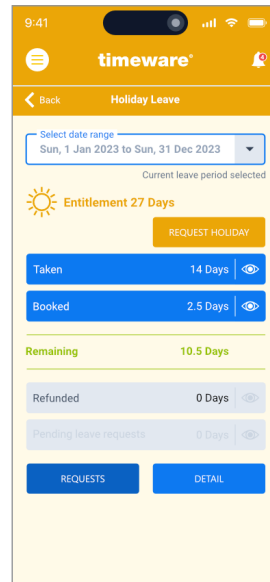 9:41
timeware®
4
Back Holiday Leave
Select date range
Sun, 1 Jan 2023 to Sun, 31 Dec 2023
Current leave period selected
Entitlement 27 Days
REQUEST HOLIDAY
Taken 14 Days
Booked 2.5 Days
Remaining 10.5 Days
Refunded 0 Days
Pending leave requests 0 Days
REQUESTS DETAIL